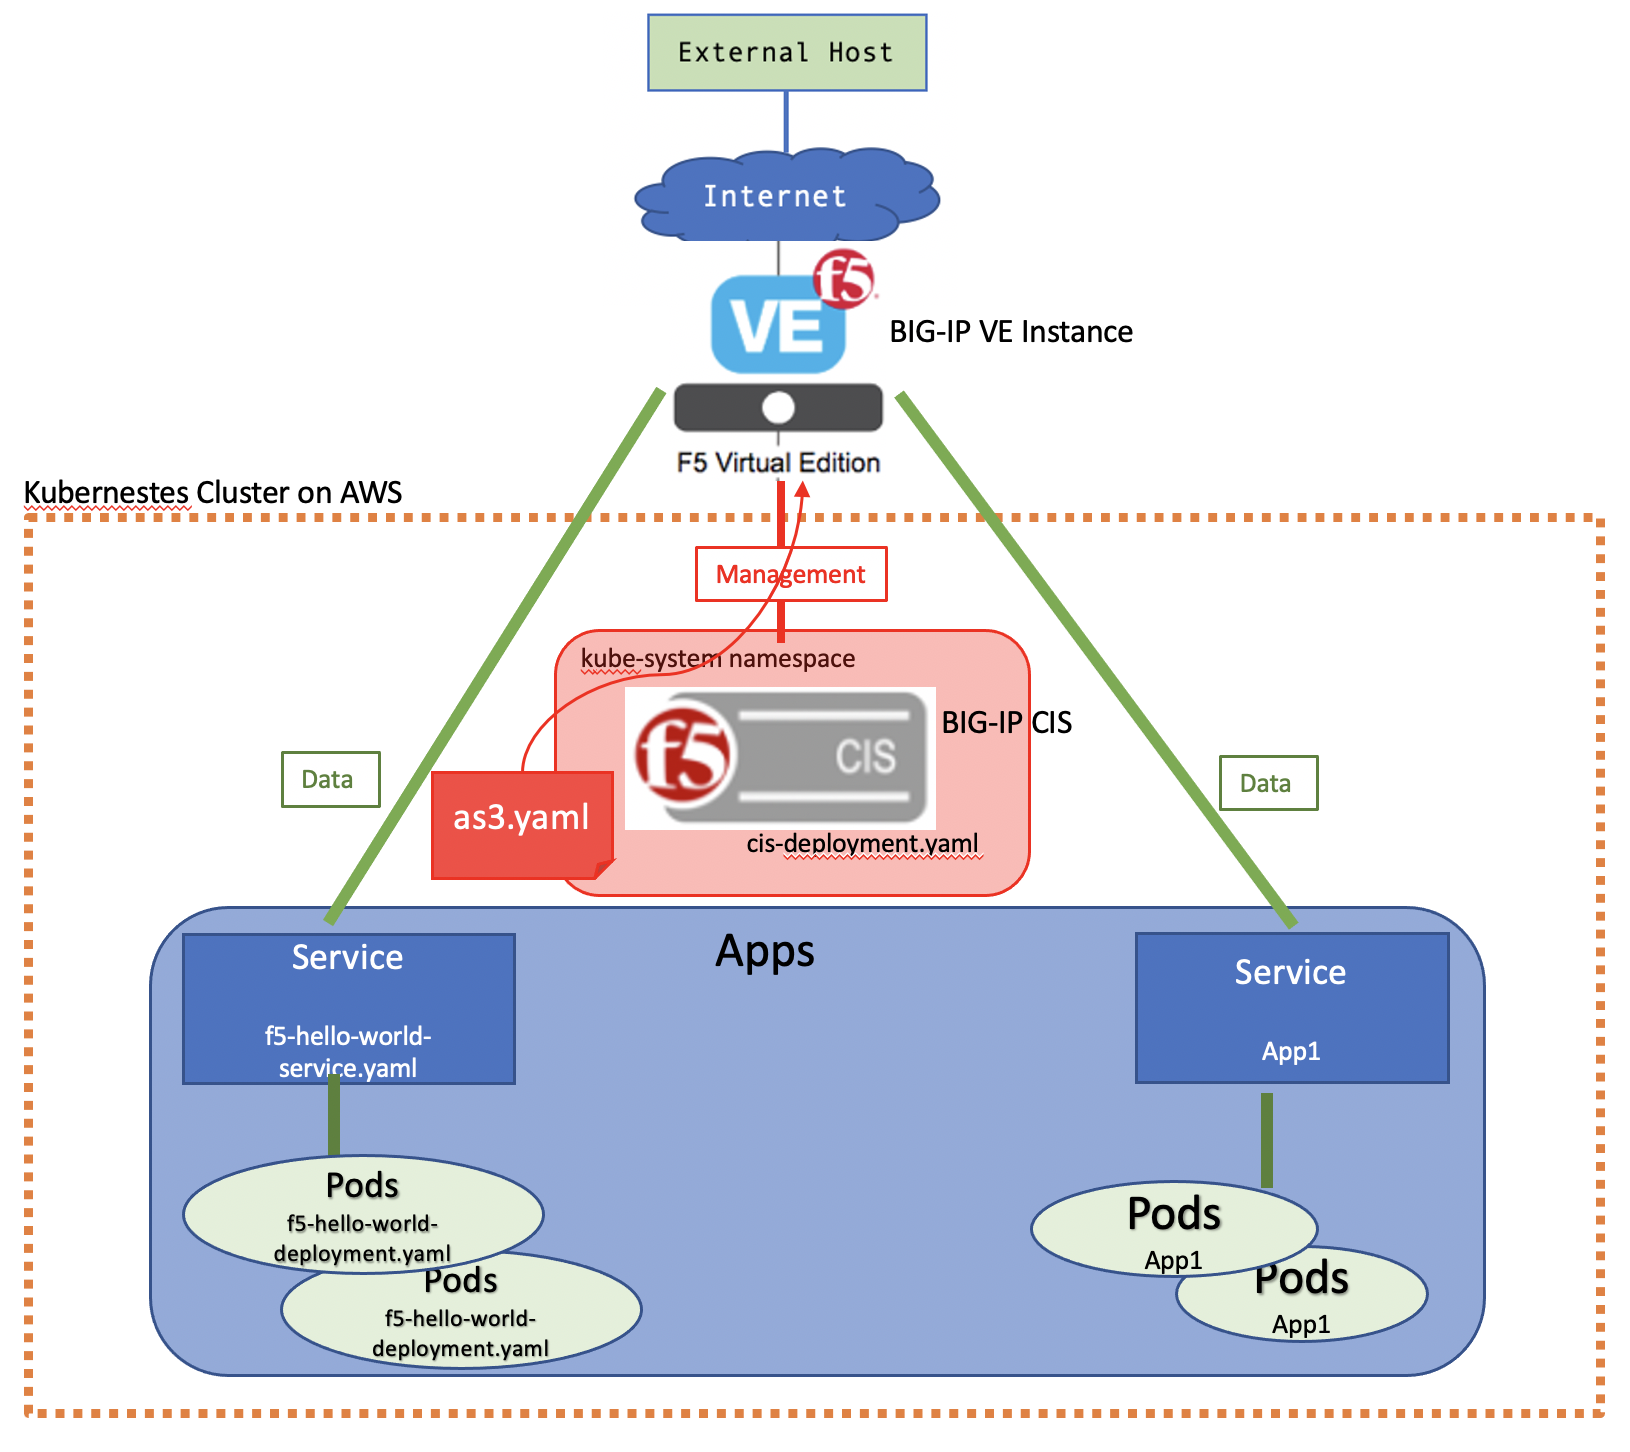 External Host
Internet
f5
VE
BIG-IP VE Instance
F5 Virtual Edition
Kubernestes Cluster on AWS
Management
kube-system namespace
BIG-IP CIS
f5
CIS
Data
Data
as3.yaml
cis-deployment.yaml
Apps
Service
f5-hello-world-
service.yaml
Service
App1
Pods
f5-hello-world-
deployment.yaml
Pods
f5-hello-world-
deployment.yaml
Pods
App1
Pods
App1